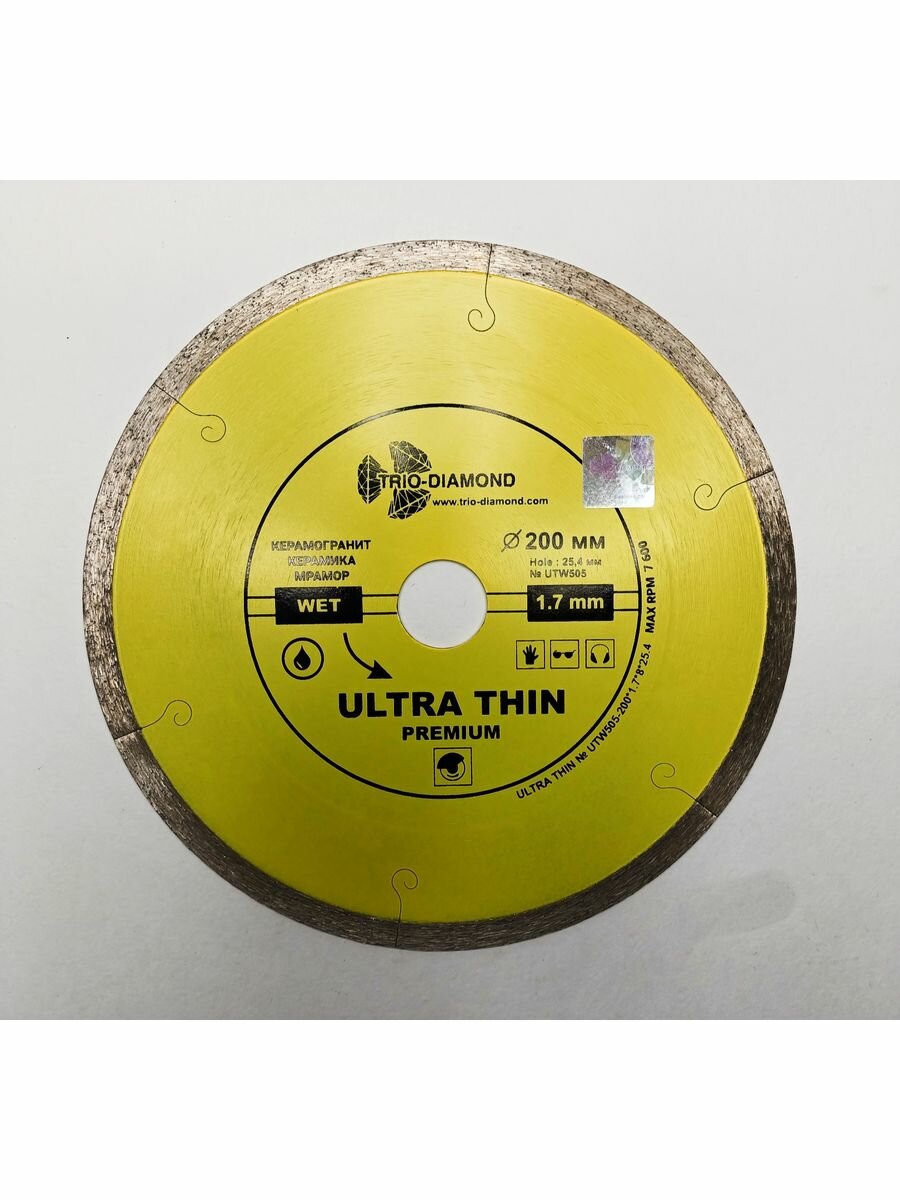 TRIO-DIAMOND
www.trio-diamond.com
КЕРАМОГРАНИТ
КЕРАМИКА
МРАМОР
Ø 200 мм
Hole : 25,4 мм
№ UTW505
WET
1.7 mm
ULTRA THIN
PREMIUM
ULTRA THIN № UTW505-200*1.7*8*25.4 MAX RPM 7 600